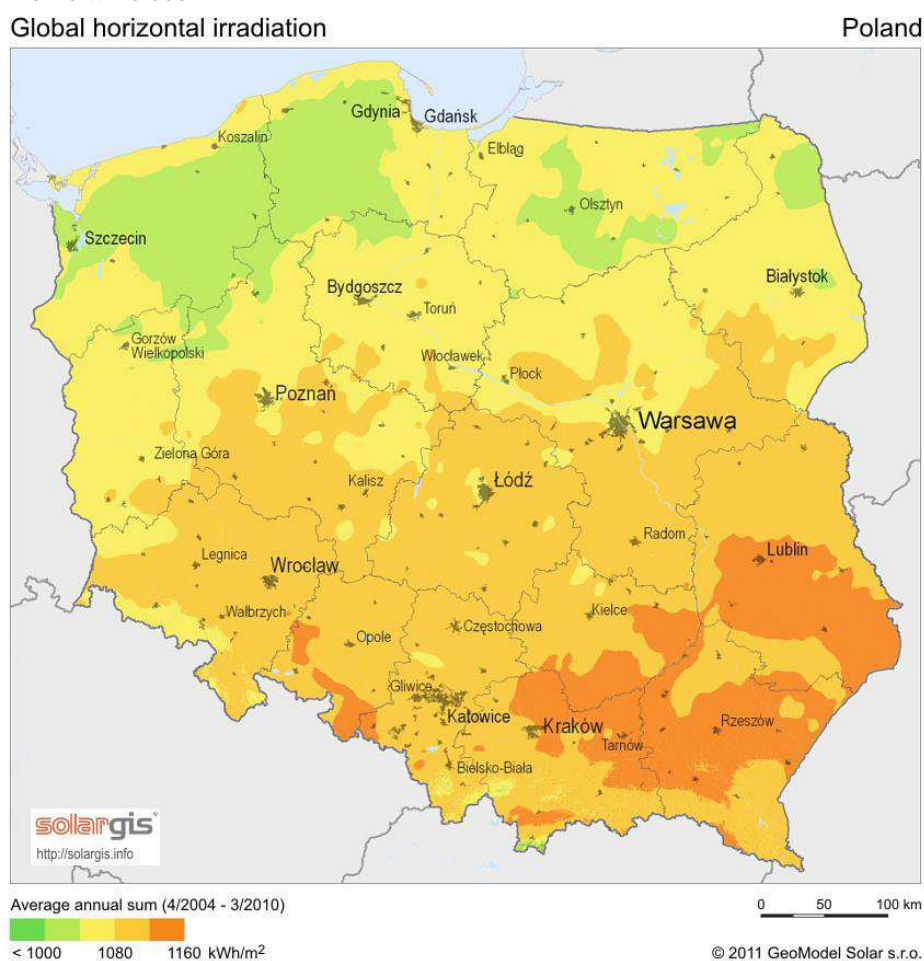 Global horizontal irradiation
Poland
Gdynia
Gdańsk
Koszalin
Elbląg
Olsztyn
Szczecin
Białystok
Bydgoszcz
Toruń
Gorzów
Wielkopolski
Włocławek
Płock
Poznań
Warsawa
Zielona Góra
Kalisz
Łódź
Radom
Lublin
Legnica
Wrocław
Wałbrzych
Opole
Częstochowa
Kielce
Gliwice
Katowice
Kraków
Tarnów
Rzeszów
Bielsko-Biała
solargis
http://solargis.info
Average annual sum (4/2004 - 3/2010)
< 1000 1080 1160 kWh/m²
0 50 100 km
© 2011 GeoModel Solar s.r.o.